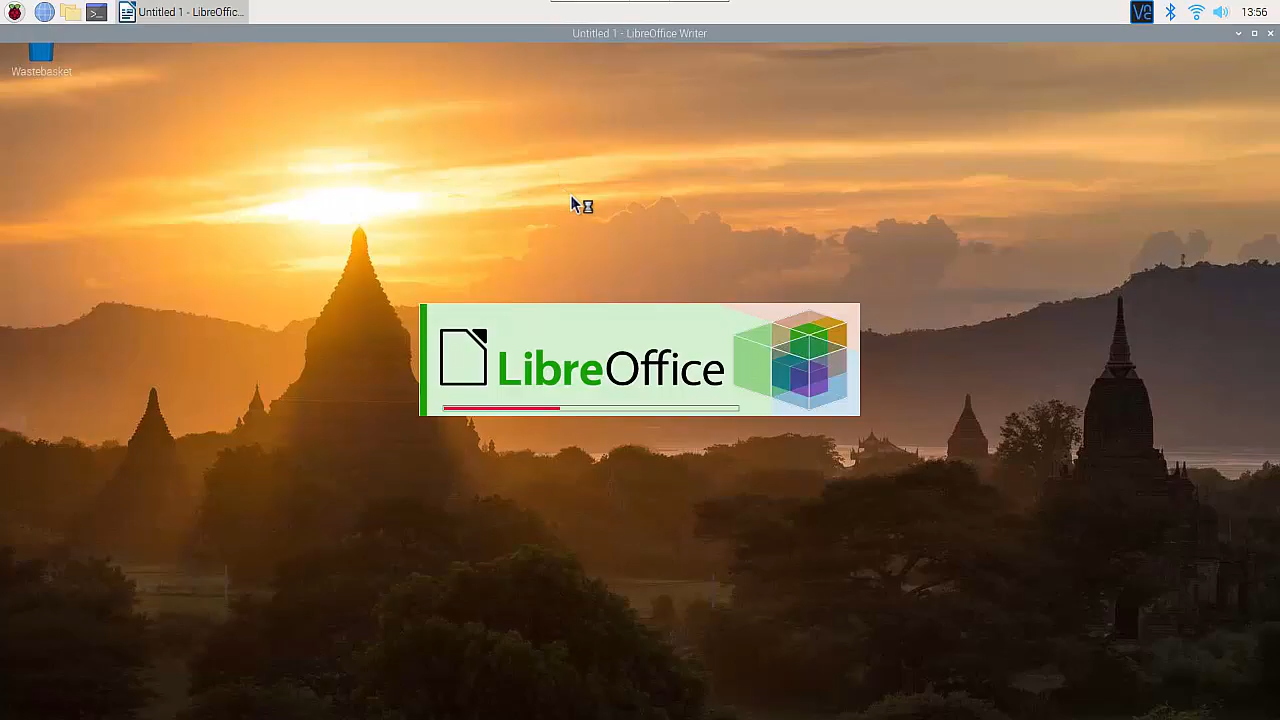 Untitled 1 - LibreOffic...
13:56
Untitled 1 - LibreOffice Writer
Wastebasket
LibreOffice